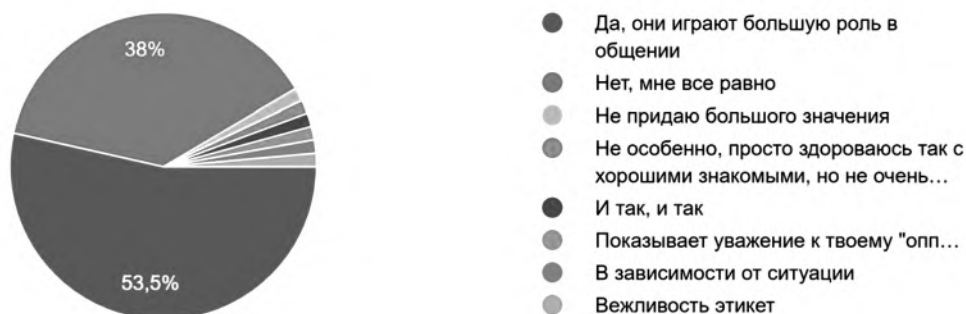 38%
53,5%
Да, они играют большую роль в
общении
Нет, мне все равно
Не придаю большого значения
Не особенно, просто здороваюсь так с
хорошими знакомыми, но не очень…
И так, и так
Показывает уважение к твоему "опп…
В зависимости от ситуации
Вежливость этикет